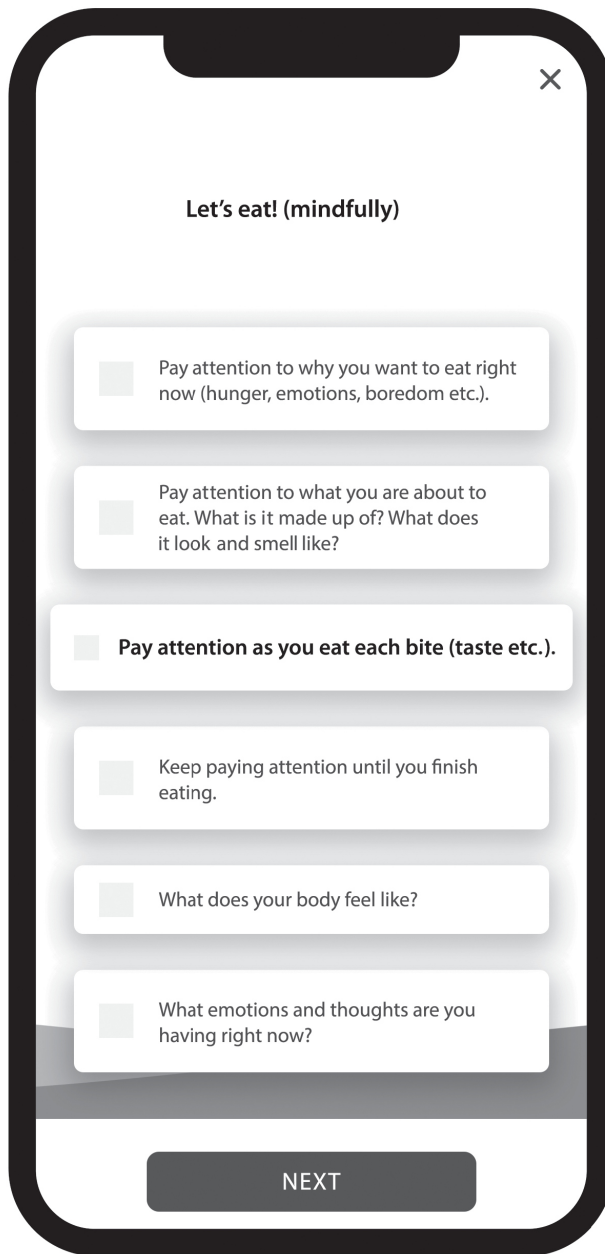 Let's eat! (mindfully)
Pay attention to why you want to eat right
now (hunger, emotions, boredom etc.).
Pay attention to what you are about to
eat. What is it made up of? What does
it look and smell like?
Pay attention as you eat each bite (taste etc.).
Keep paying attention until you finish
eating.
What does your body feel like?
What emotions and thoughts are you
having right now?
NEXT